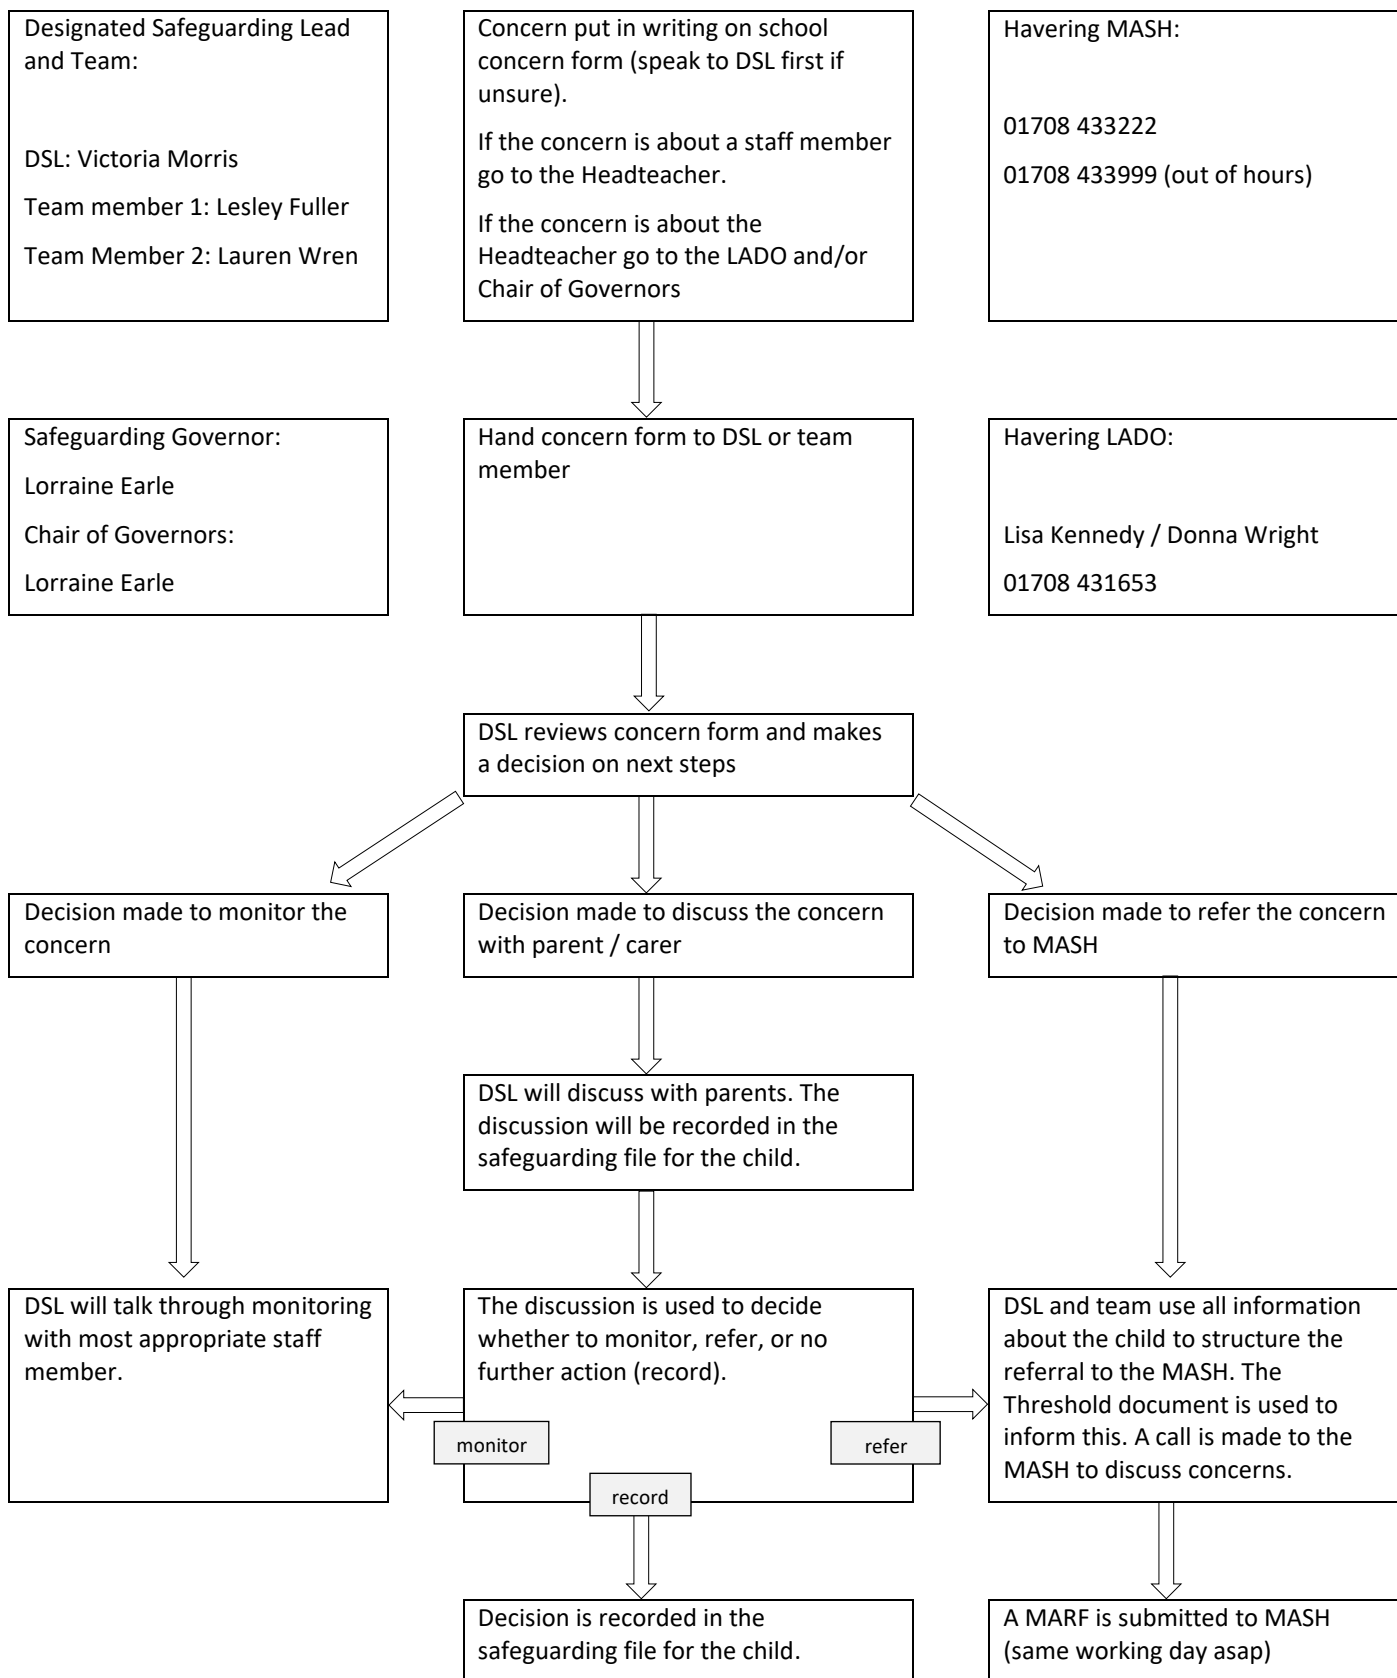 Designated Safeguarding Lead
and Team:
DSL: Victoria Morris
Team member 1: Lesley Fuller
Team Member 2: Lauren Wren
Concern put in writing on school
concern form (speak to DSL first if
unsure).
If the concern is about a staff member
go to the Headteacher.
If the concern is about the
Headteacher go to the LADO and/or
Chair of Governors
Havering MASH:
01708 433222
01708 433999 (out of hours)
Safeguarding Governor:
Lorraine Earle
Chair of Governors:
Lorraine Earle
Hand concern form to DSL or team
member
Havering LADO:
Lisa Kennedy / Donna Wright
01708 431653
DSL reviews concern form and makes
a decision on next steps
Decision made to monitor the
concern
Decision made to discuss the concern
with parent / carer
Decision made to refer the concern
to MASH
DSL will discuss with parents. The
discussion will be recorded in the
safeguarding file for the child.
DSL will talk through monitoring
with most appropriate staff
member.
The discussion is used to decide
whether to monitor, refer, or no
further action (record).
monitor
refer
record
DSL and team use all information
about the child to structure the
referral to the MASH. The
Threshold document is used to
inform this. A call is made to the
MASH to discuss concerns.
Decision is recorded in the
safeguarding file for the child.
A MARF is submitted to MASH
(same working day asap)